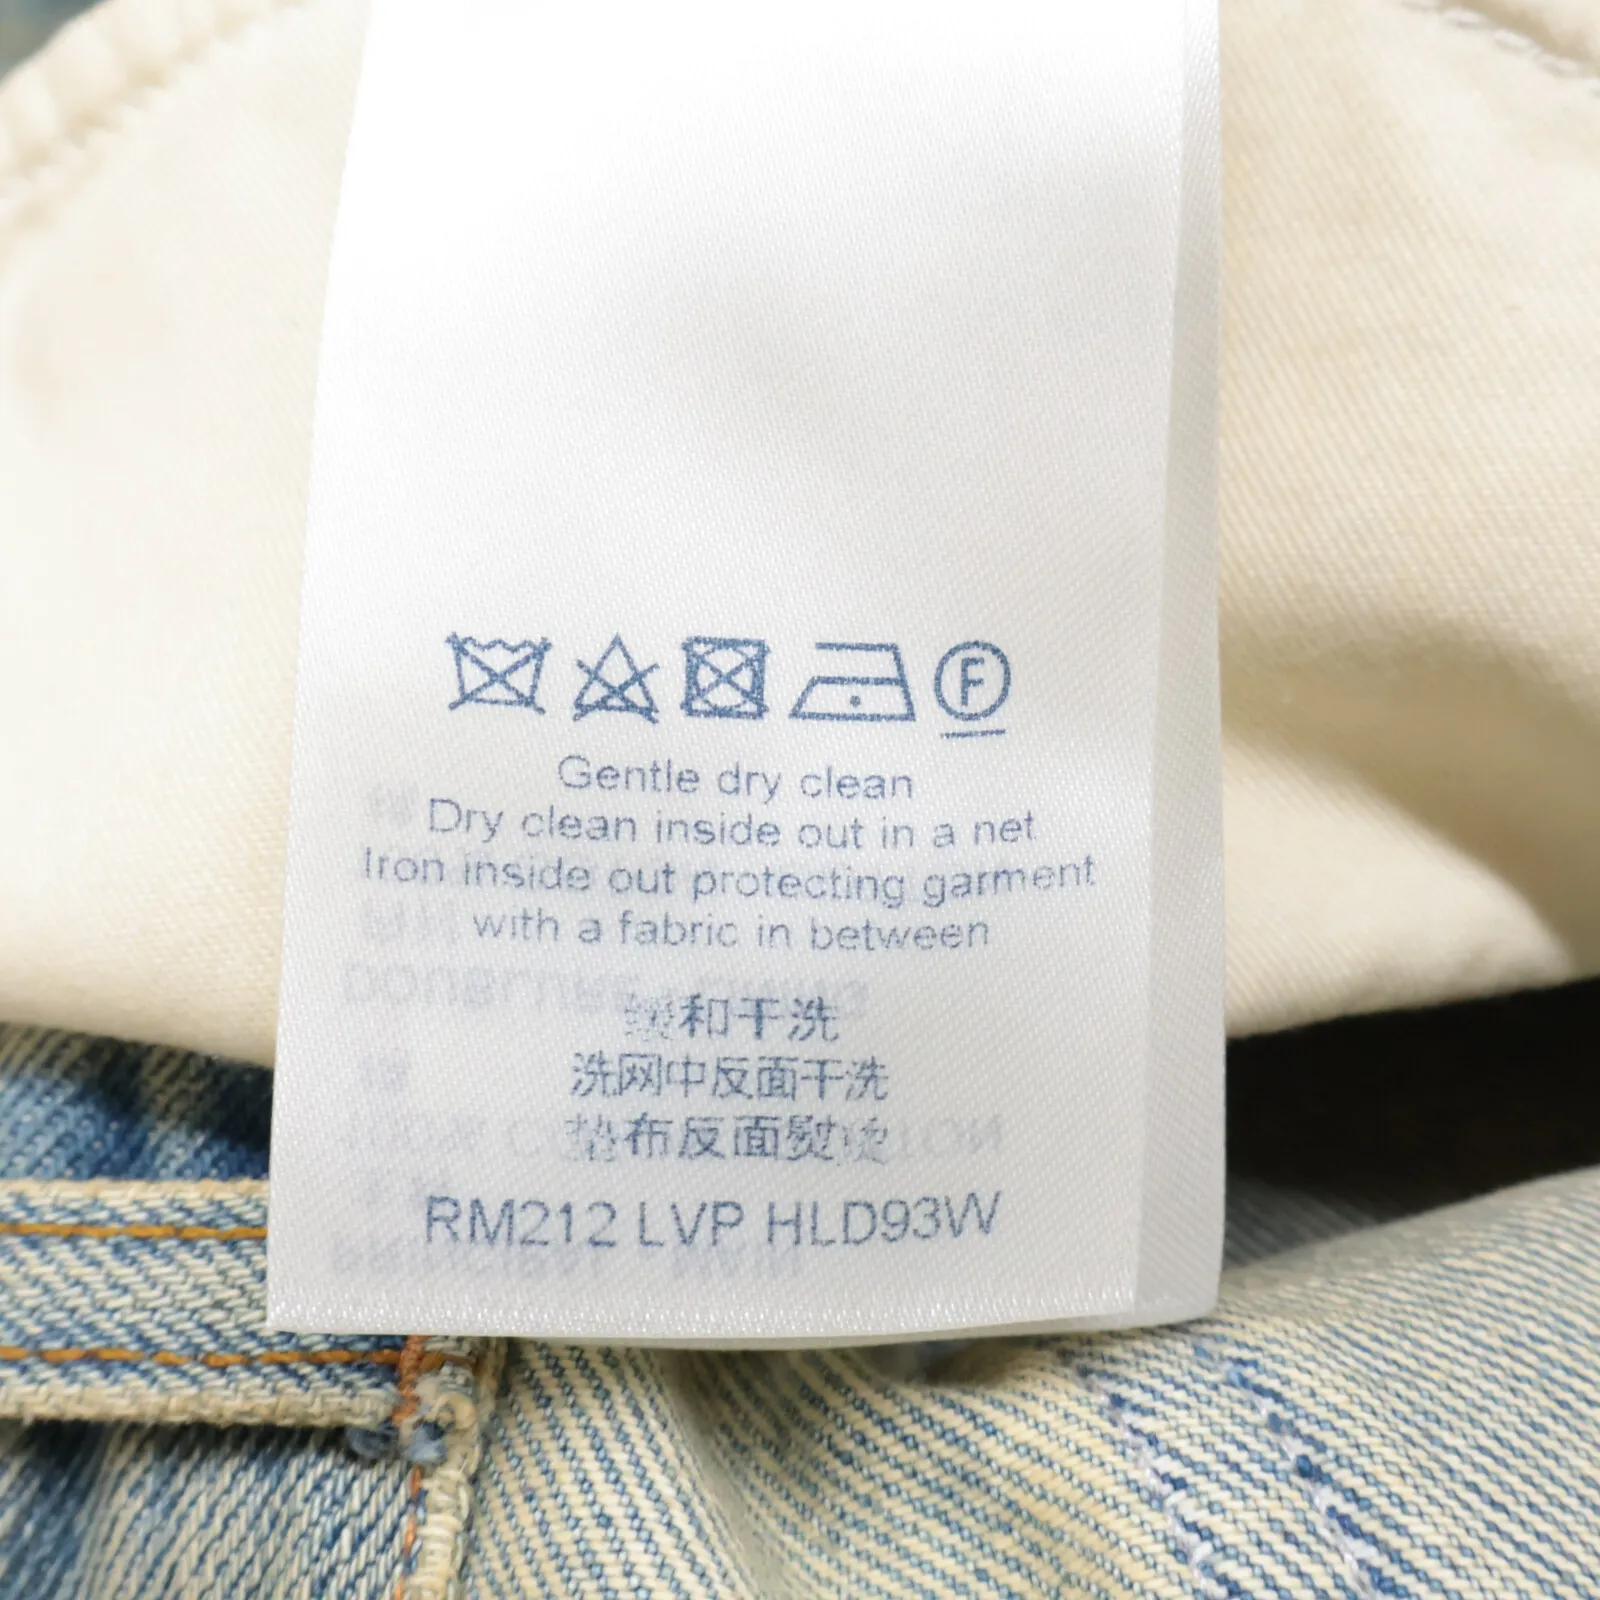 F
Gentle dry clean
Dry clean inside out in a net
Iron inside out protecting garment
with a fabric in between
缓和干洗
洗网中反面干洗
垫布反面熨烫
RM212 LVP HLD93W